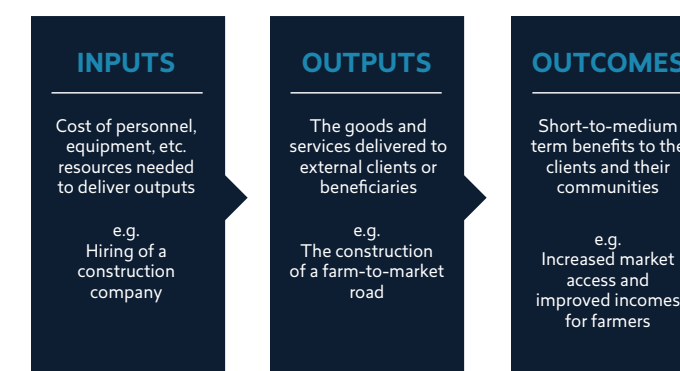 INPUTS
Cost of personnel,
equipment, etc.
resources needed
to deliver outputs
e.g.
Hiring of a
construction
company
OUTPUTS
The goods and
services delivered to
external clients or
beneficiaries
e.g.
The construction
of a farm-to-market
road
OUTCOMES
Short-to-medium
term benefits to the
clients and their
communities
e.g.
Increased market
access and
improved incomes
for farmers